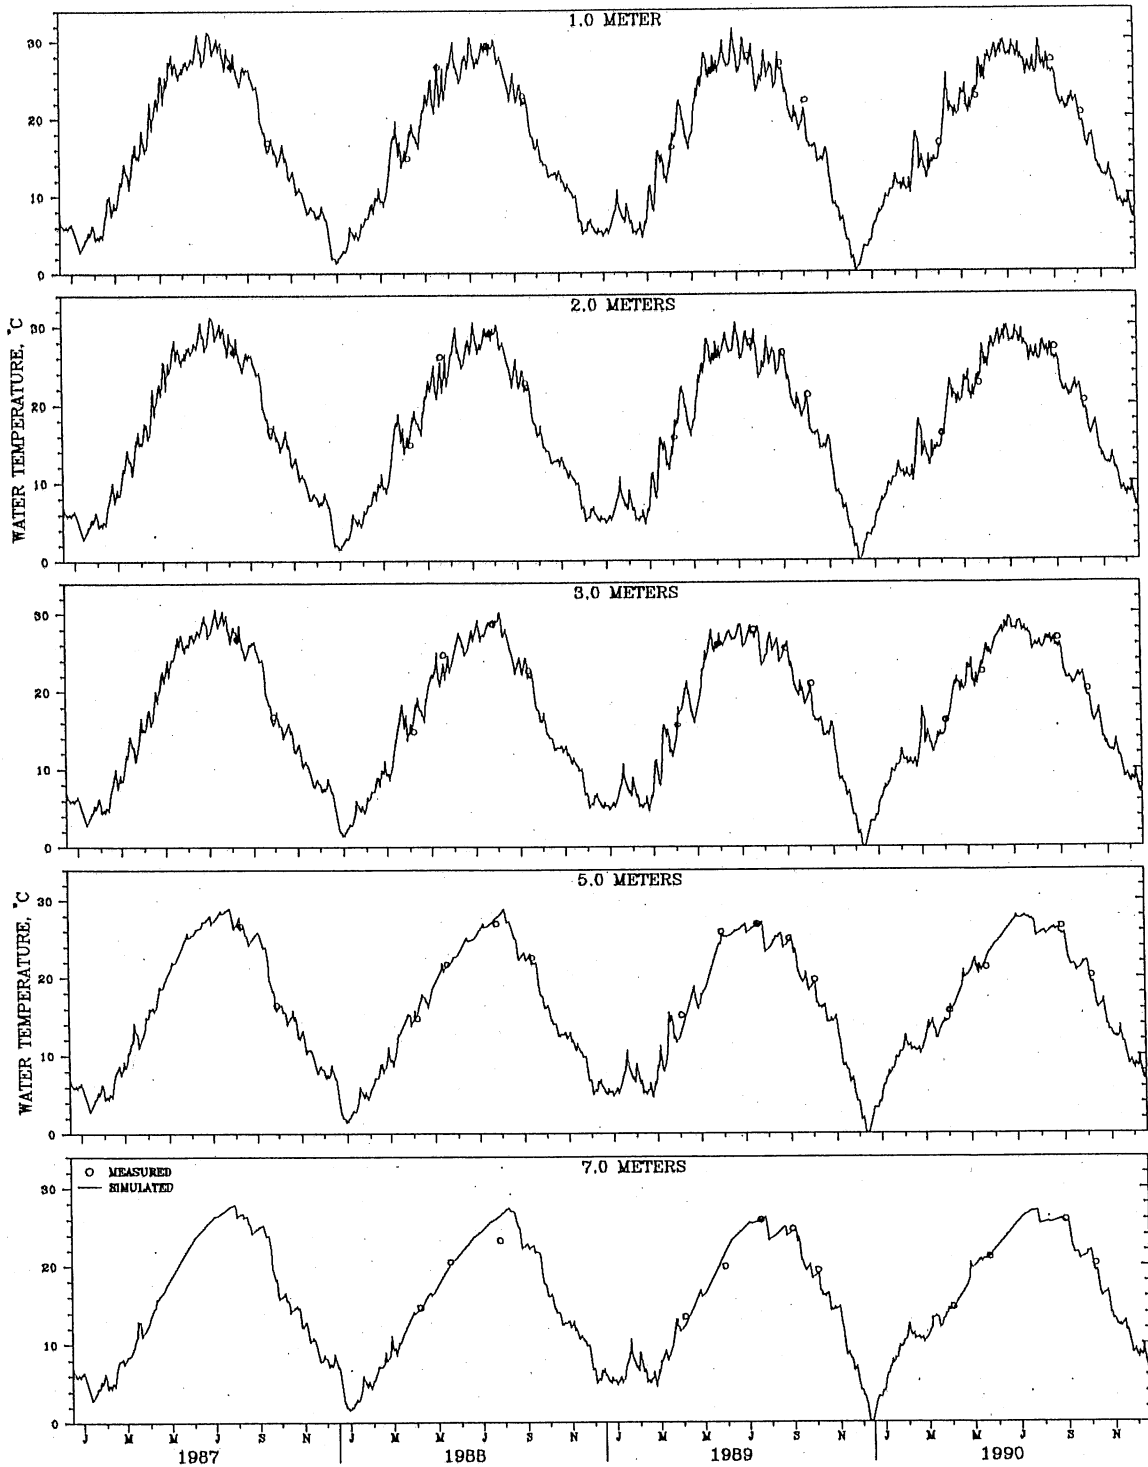 1.0 METER
30
20
10
0
2.0 METERS
30
20
10
0
WATER TEMPERATURE, °C
3.0 METERS
30
20
10
0
5.0 METERS
30
20
10
0
WATER TEMPERATURE, °C
7.0 METERS
MEASURED
SIMULATED
30
20
10
0
J M M J S N J M M J S N J M M J S N J M M J S N
1987 1988 1989 1990